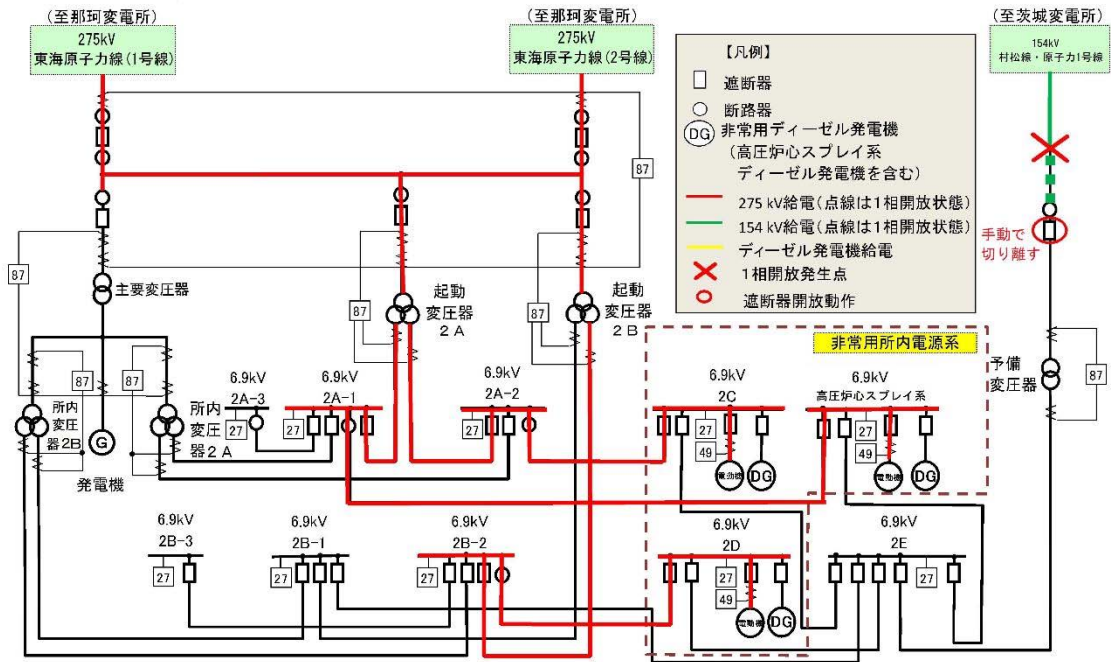 (至那珂変電所)
275kV
東海原子力線(1号線)
(至那珂変電所)
275kV
東海原子力線(2号線)
(至茨城変電所)
154kV
村松線・原子力1号線
【凡例】
遮断器
断路器
DG
非常用ディーゼル発電機
(高圧炉心スプレイ系
ディーゼル発電機を含む)
275 kV給電(点線は1相開放状態)
154 kV給電(点線は1相開放状態)
ディーゼル発電機給電
1相開放発生点
遮断器開放動作
手動で
切り離す
87
87
主要変圧器
87
起動
変圧器
2A
87
起動
変圧器
2B
非常用所内電源系
予備
変圧器
87
87
87
所内
変圧
器2B
G
発電機
所内
変圧
器2A
6.9kV
2A-3
27
6.9kV
2A-1
27
6.9kV
2A-2
27
6.9kV
2C
27
49
電動機
DG
6.9kV
高圧炉心スプレイ系
27
49
電動機
DG
6.9kV
2B-3
27
6.9kV
2B-1
27
6.9kV
2B-2
27
6.9kV
2D
27
49
電動機
DG
6.9kV
2E
27